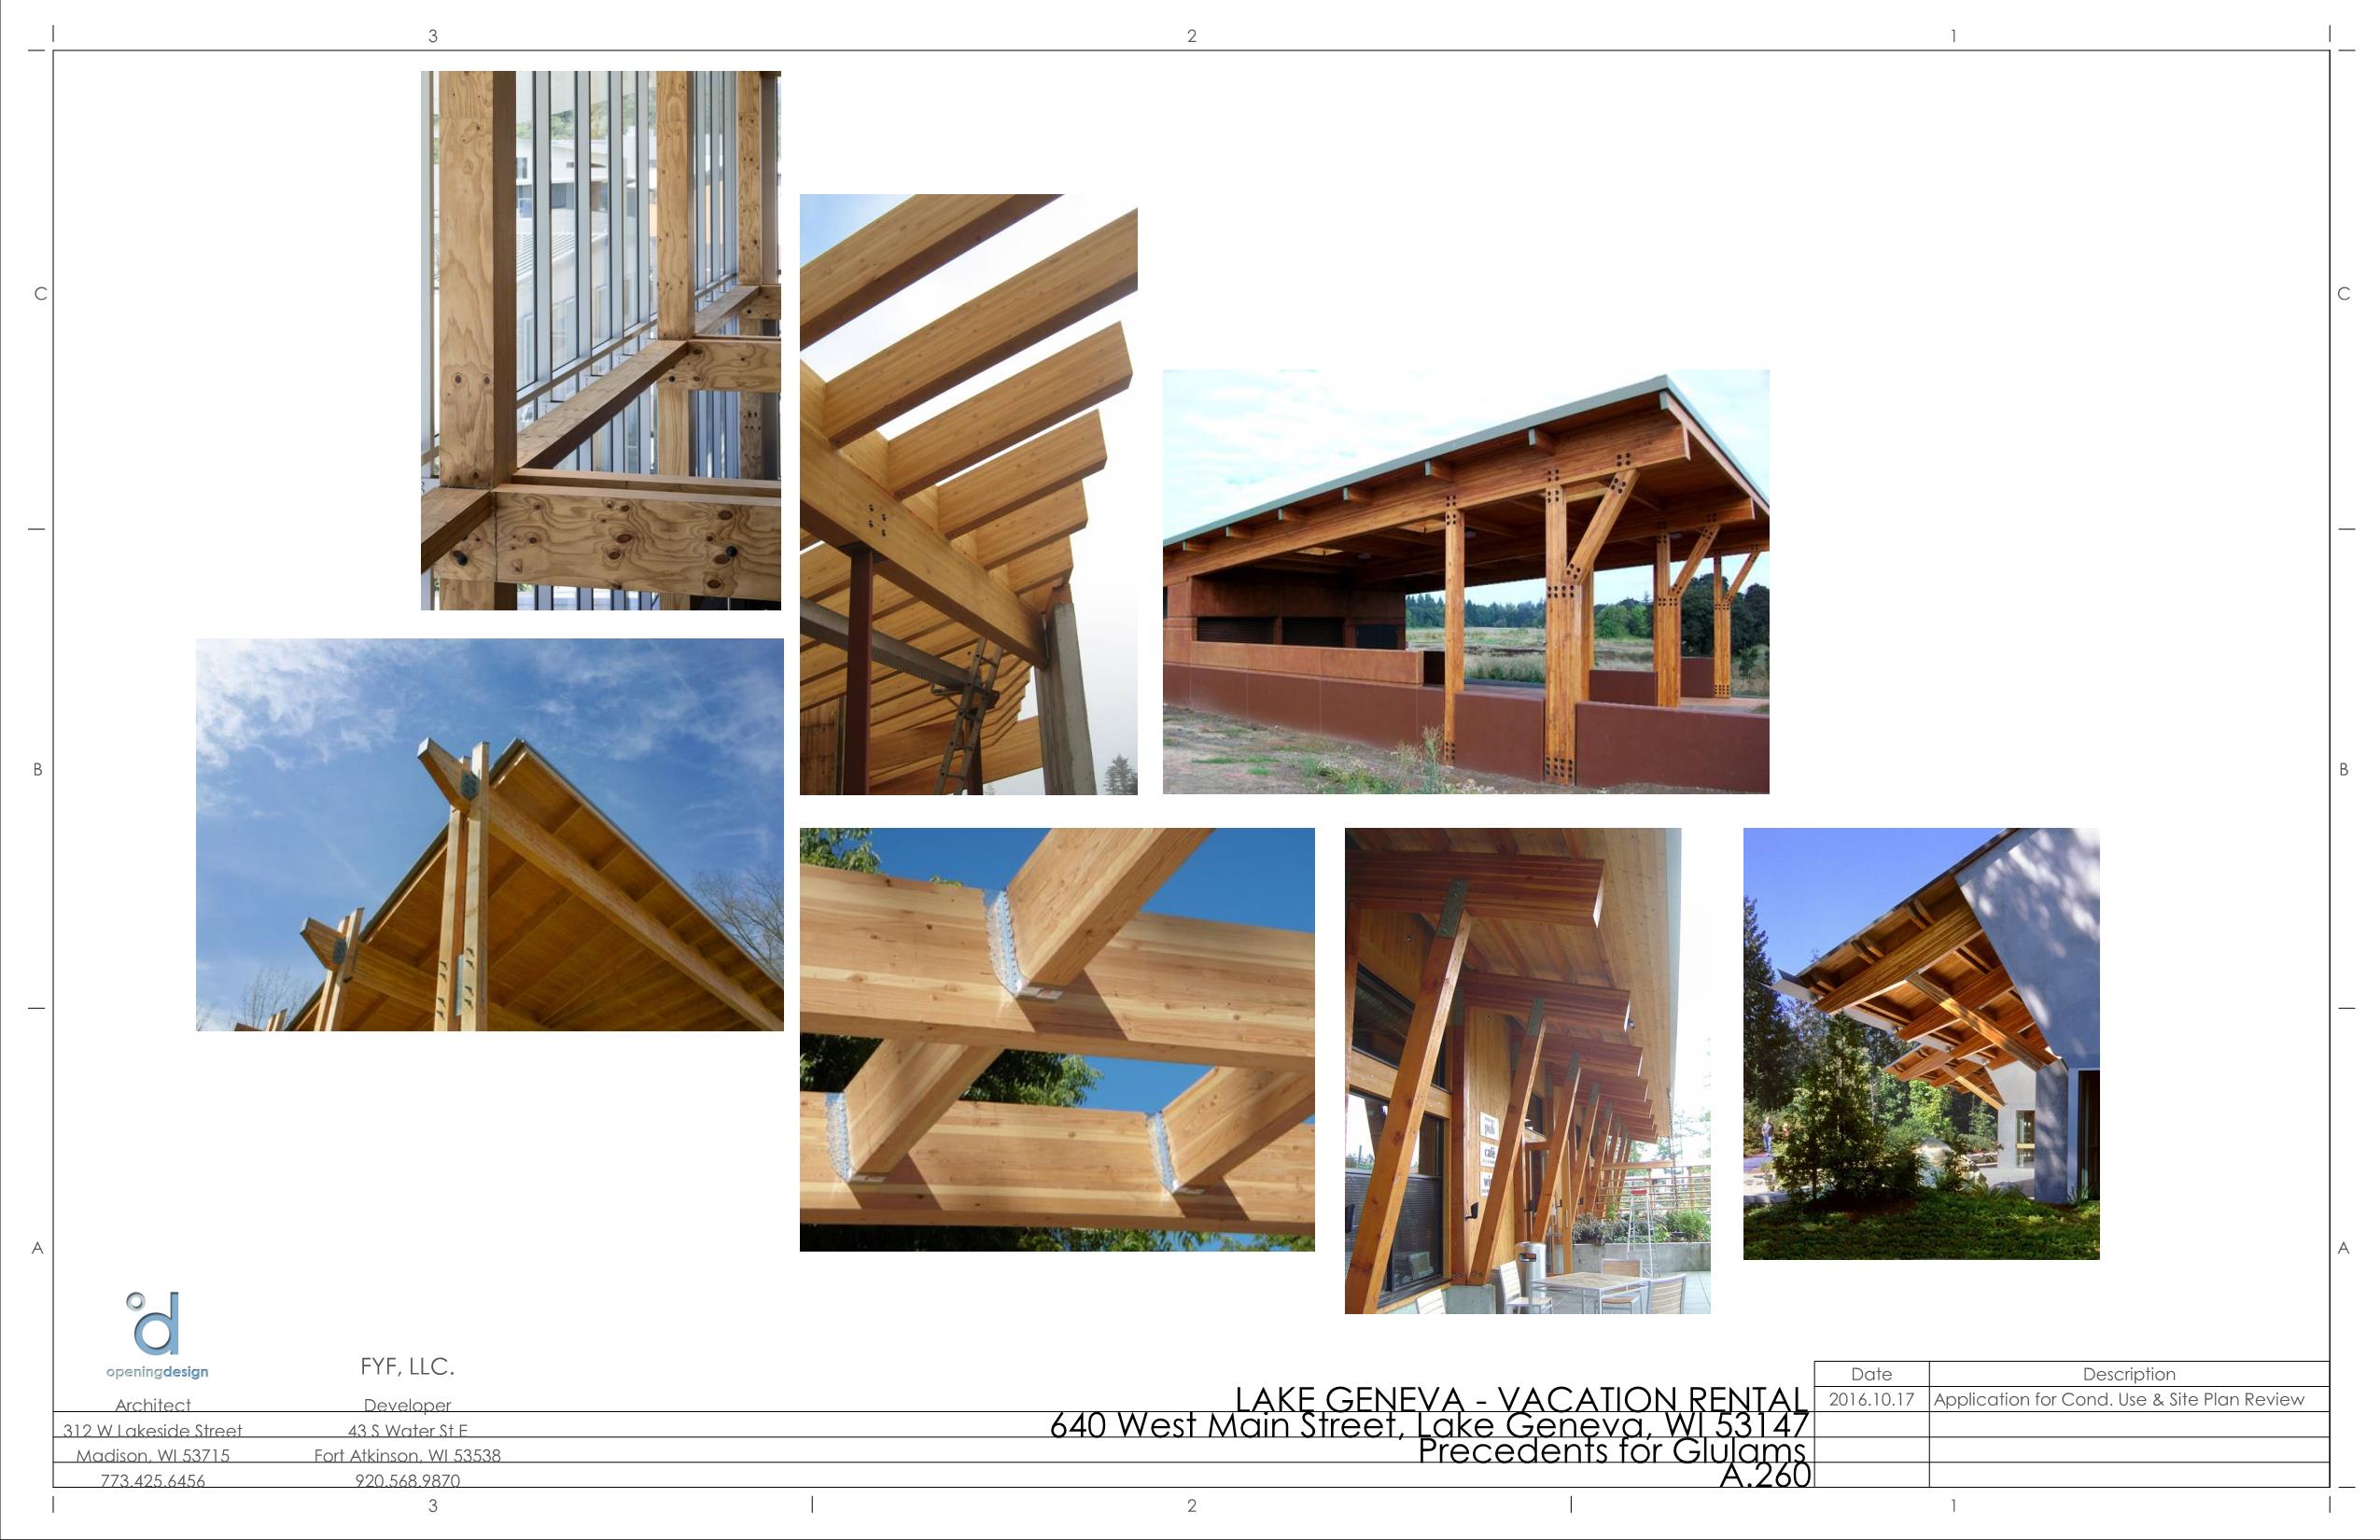 3 2 1
C C
B B
A A
openingdesign
FYF, LLC.
Architect Developer
312 W Lakeside Street 43 S Water St E
Madison, WI 53715 Fort Atkinson, WI 53538
773.425.6456 920.568.9870
LAKE GENEVA - VACATION RENTAL
640 West Main Street, Lake Geneva, WI 53147
Precedents for Glulams
A.260
Date Description
2016.10.17 Application for Cond. Use & Site Plan Review
3 2 1